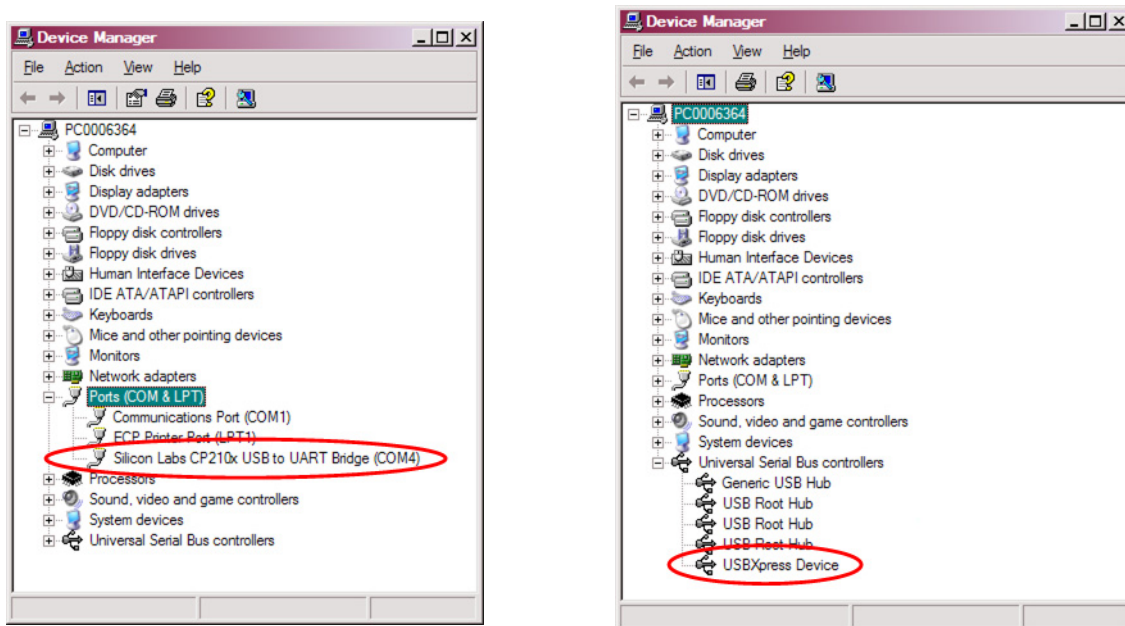 Device Manager
File Action View Help
PC0006364
Computer
Disk drives
Display adapters
DVD/CD-ROM drives
Floppy disk controllers
Floppy disk drives
Human Interface Devices
IDE ATA/ATAPI controllers
Keyboards
Mice and other pointing devices
Monitors
Network adapters
Ports (COM & LPT)
Communications Port (COM1)
ECP Printer Port (LPT1)
Silicon Labs CP210x USB to UART Bridge (COM4)
Processors
Sound, video and game controllers
System devices
Universal Serial Bus controllers
Device Manager
File Action View Help
PC0006364
Computer
Disk drives
Display adapters
DVD/CD-ROM drives
Floppy disk controllers
Floppy disk drives
Human Interface Devices
IDE ATA/ATAPI controllers
Keyboards
Mice and other pointing devices
Monitors
Network adapters
Ports (COM & LPT)
Processors
Sound, video and game controllers
System devices
Universal Serial Bus controllers
Generic USB Hub
USB Root Hub
USB Root Hub
USB Root Hub
USBXpress Device